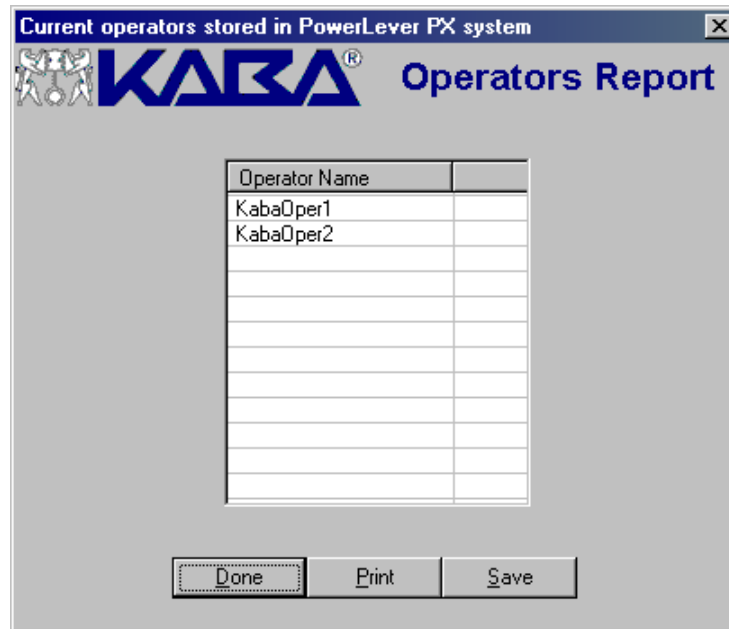 Current operators stored in PowerLever PX system
KABA® Operators Report
Operator Name
KabaOper1
KabaOper2
Done Print Save